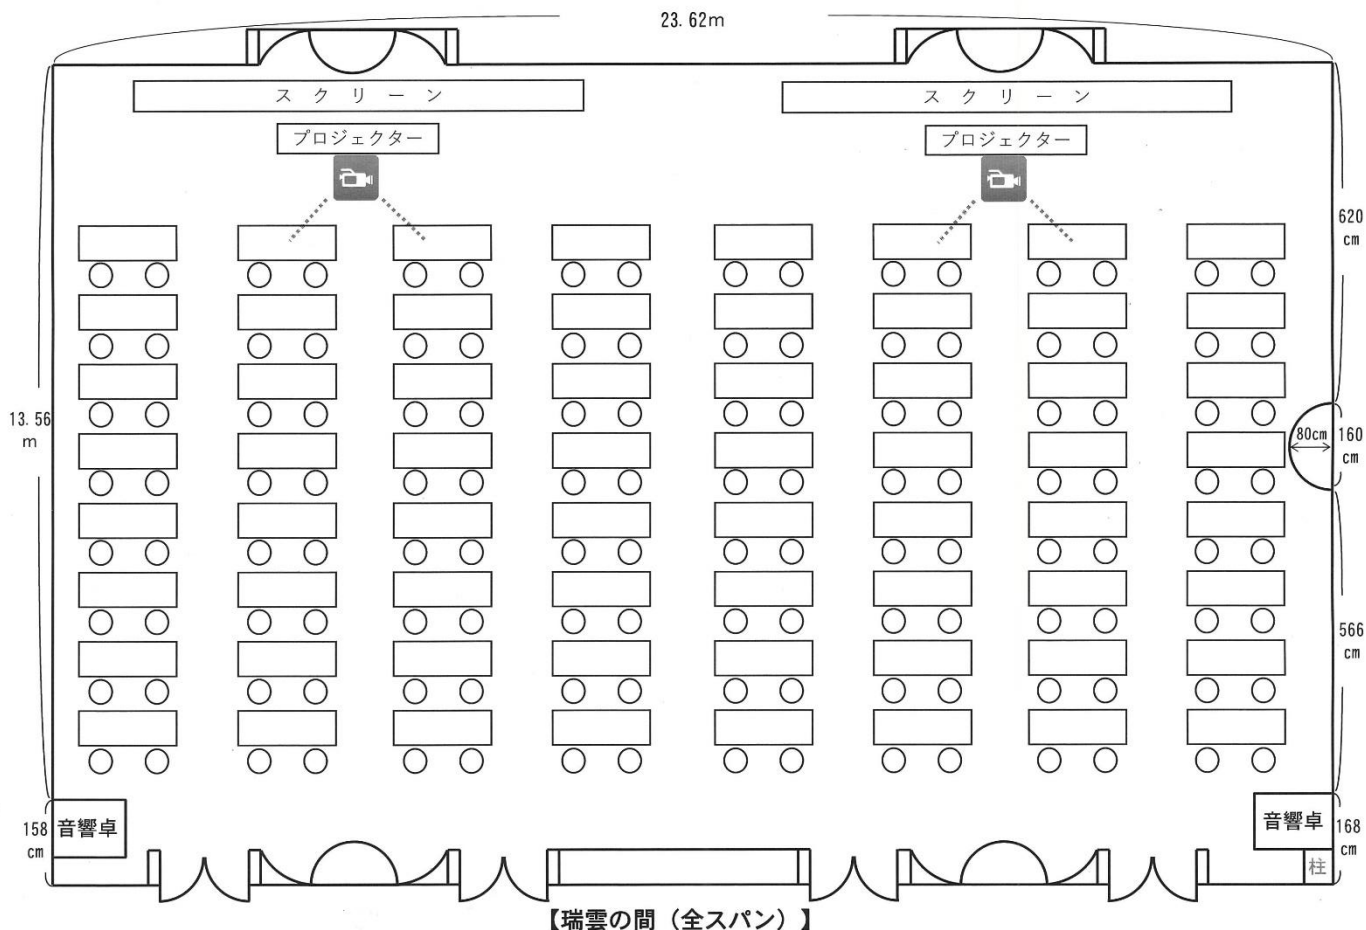 23.62m
スクリーン
スクリーン
プロジェクター
プロジェクター
620
cm
13.56
m
80cm
160
cm
566
cm
158
cm
音響卓
音響卓
168
cm
柱
【瑞雲の間（全スパン）】